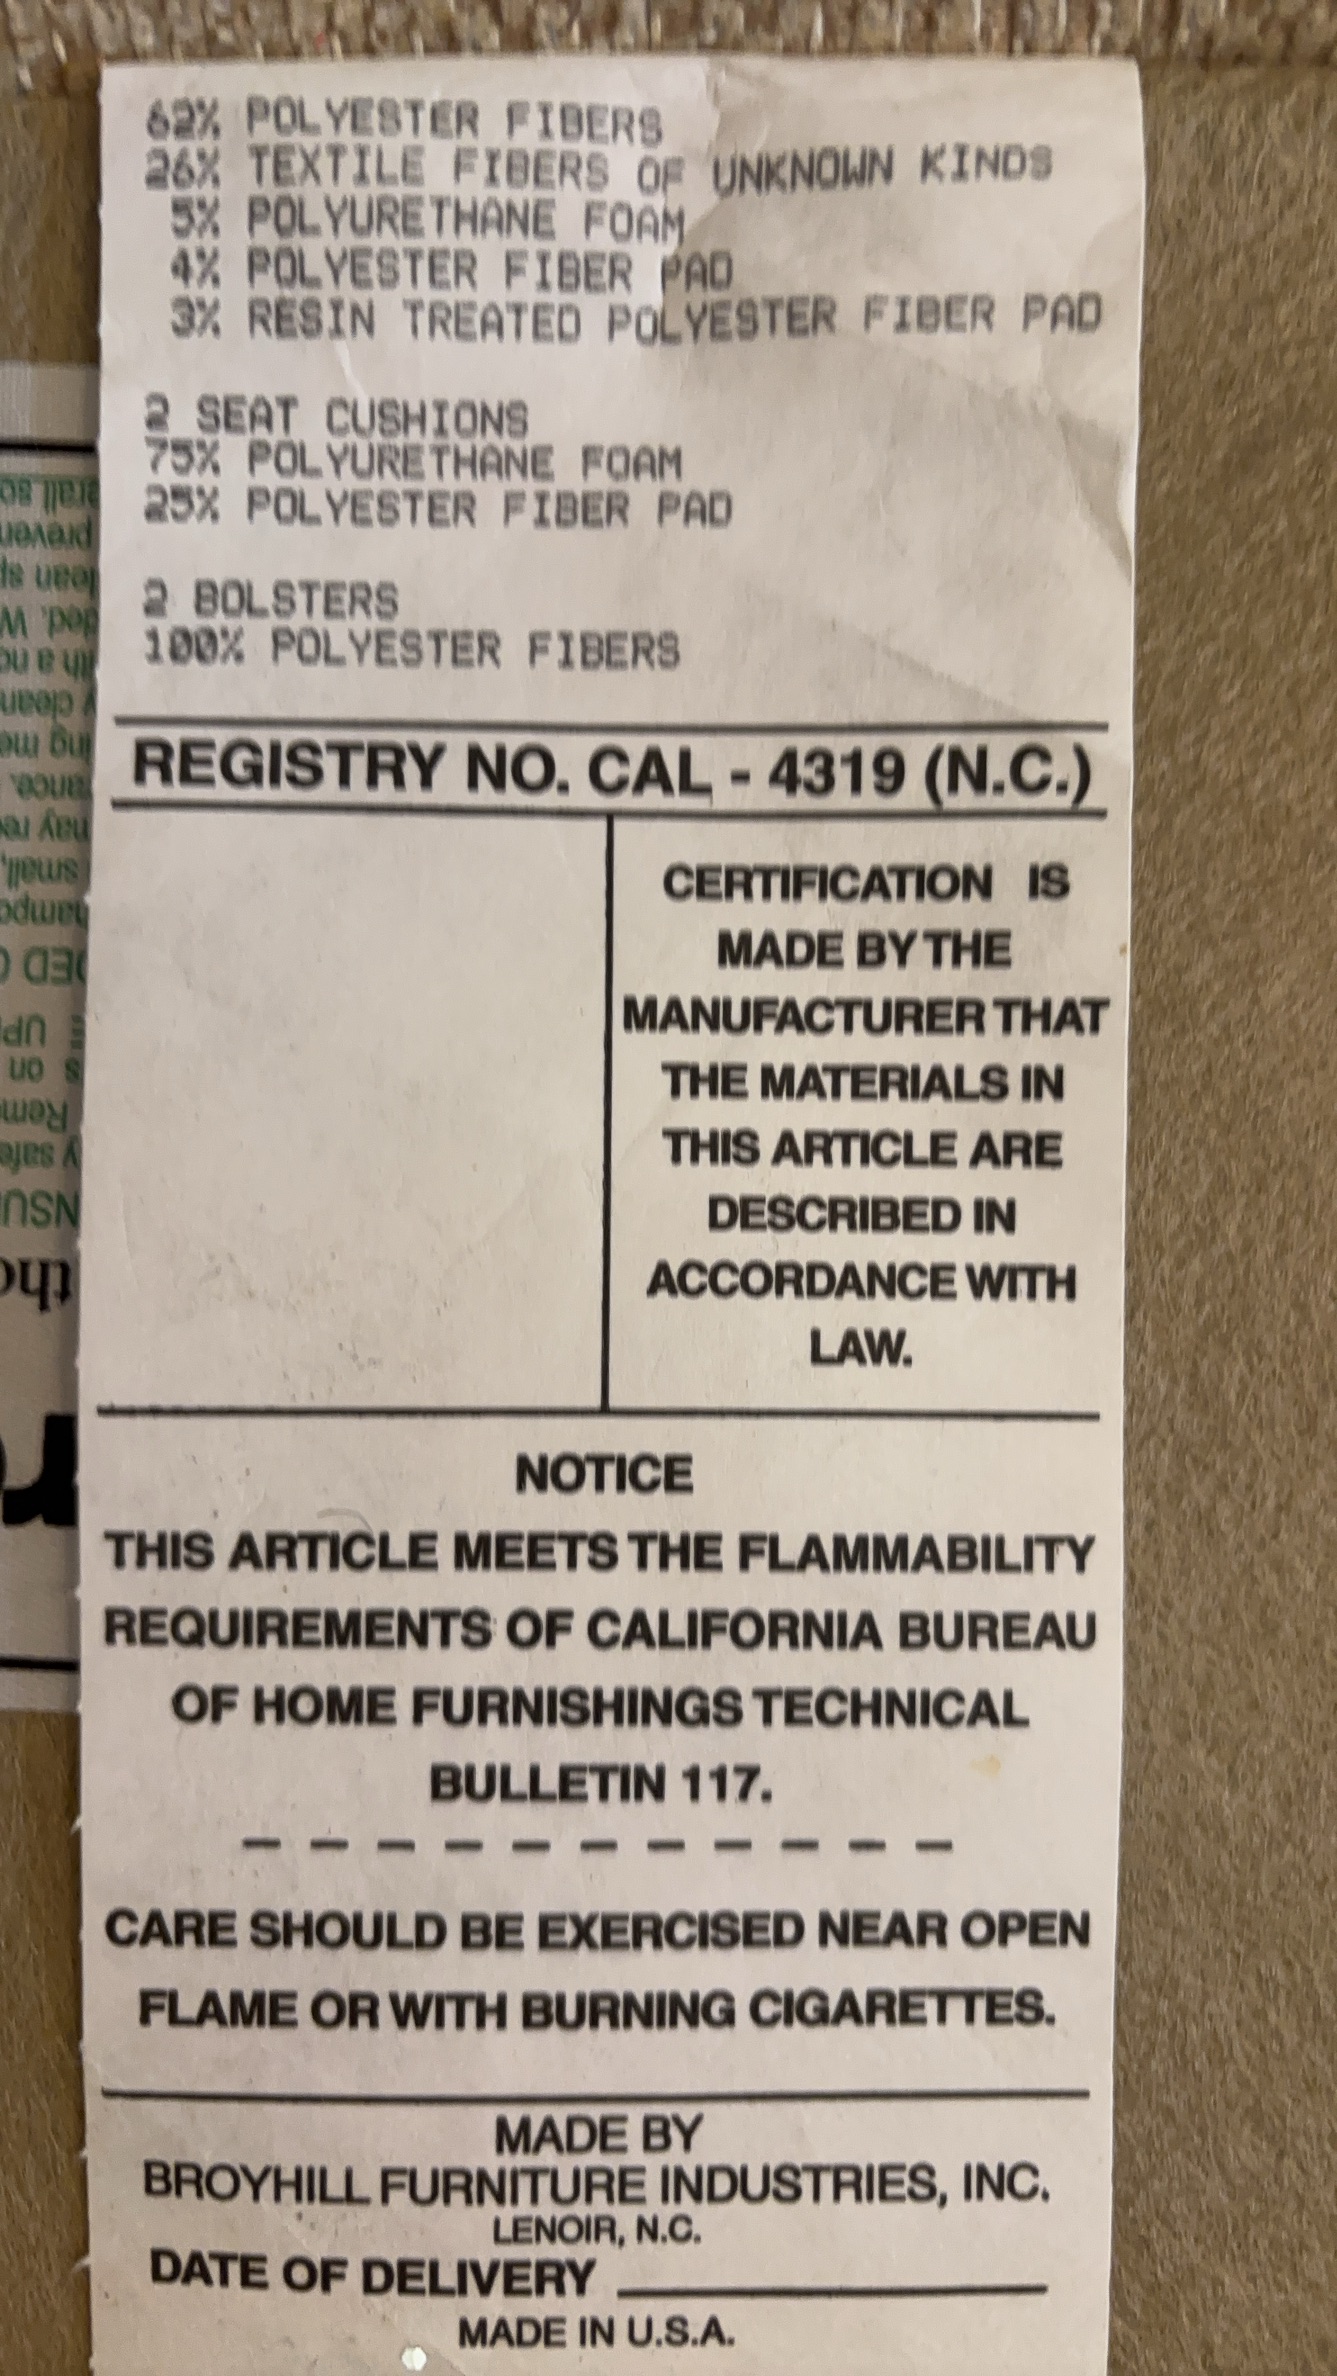 62% POLYESTER FIBERS
26% TEXTILE FIBERS OF UNKNOWN KINDS
5% POLYURETHANE FOAM
4% POLYESTER FIBER PAD
3% RESIN TREATED POLYESTER FIBER PAD
2 SEAT CUSHIONS
75% POLYURETHANE FOAM
25% POLYESTER FIBER PAD
2 BOLSTERS
100% POLYESTER FIBERS
REGISTRY NO. CAL - 4319 (N.C.)
CERTIFICATION IS
MADE BY THE
MANUFACTURER THAT
THE MATERIALS IN
THIS ARTICLE ARE
DESCRIBED IN
ACCORDANCE WITH
LAW.
NOTICE
THIS ARTICLE MEETS THE FLAMMABILITY
REQUIREMENTS OF CALIFORNIA BUREAU
OF HOME FURNISHINGS TECHNICAL
BULLETIN 117.
CARE SHOULD BE EXERCISED NEAR OPEN
FLAME OR WITH BURNING CIGARETTES.
MADE BY
BROYHILL FURNITURE INDUSTRIES, INC.
LENOIR, N.C.
DATE OF DELIVERY
MADE IN U.S.A.